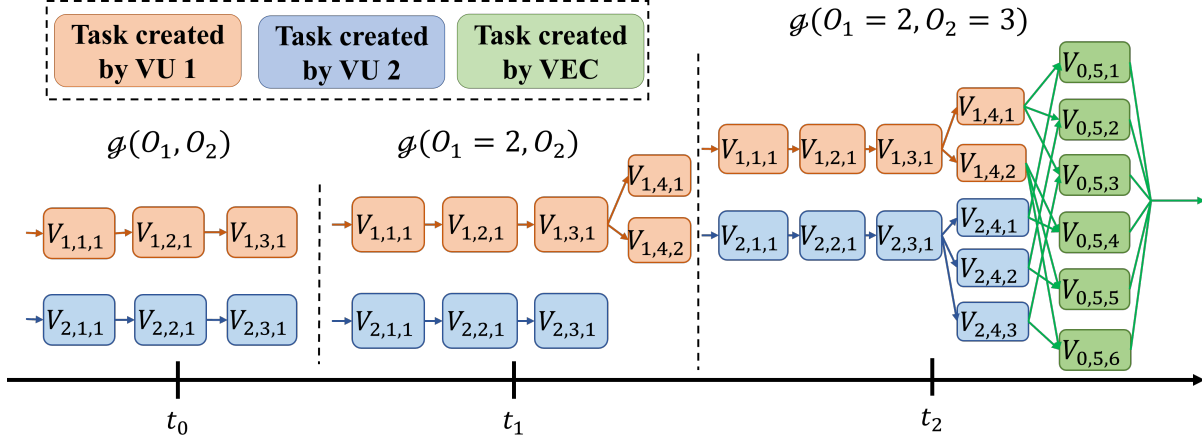 Task created
by VU 1
Task created
by VU 2
Task created
by VEC
ℊ(O₁, O₂)
V₁,₁,₁
V₁,₂,₁
V₁,₃,₁
V₂,₁,₁
V₂,₂,₁
V₂,₃,₁
t₀
ℊ(O₁ = 2, O₂)
V₁,₁,₁
V₁,₂,₁
V₁,₃,₁
V₁,₄,₁
V₁,₄,₂
V₂,₁,₁
V₂,₂,₁
V₂,₃,₁
t₁
ℊ(O₁ = 2, O₂ = 3)
V₁,₁,₁
V₁,₂,₁
V₁,₃,₁
V₁,₄,₁
V₁,₄,₂
V₂,₁,₁
V₂,₂,₁
V₂,₃,₁
V₂,₄,₁
V₂,₄,₂
V₂,₄,₃
V₀,₅,₁
V₀,₅,₂
V₀,₅,₃
V₀,₅,₄
V₀,₅,₅
V₀,₅,₆
t₂